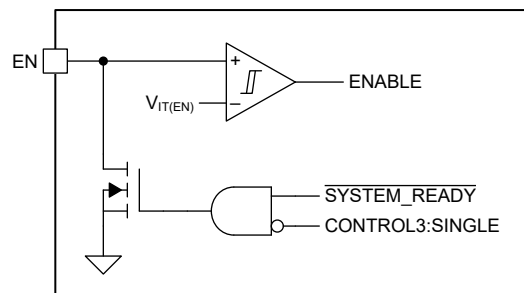 EN
+
ENABLE
V_IT(EN)
−
SYSTEM_READY
CONTROL3:SINGLE